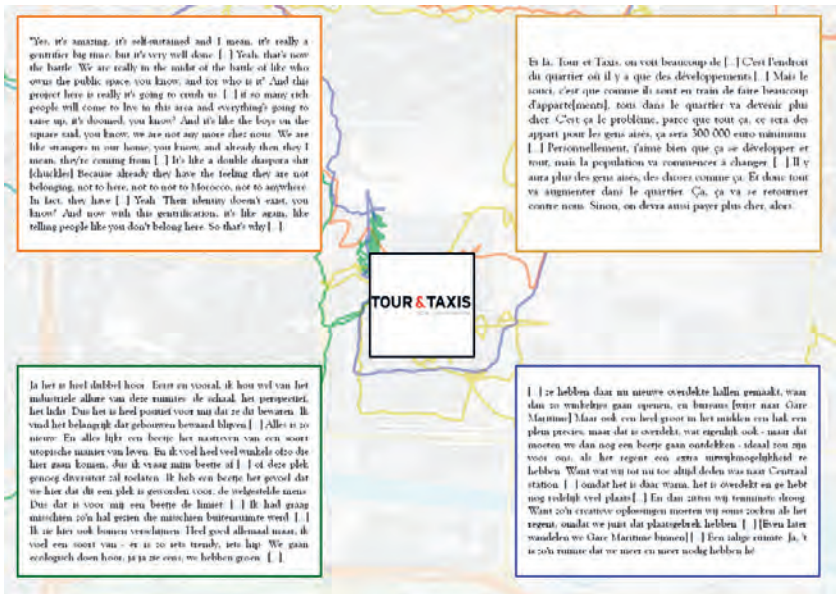 "Yes, it's amazing, it's self-sustained and I mean, it's really a
gentrifier big time, but it's very well done. [...] Yeah, that's now
the battle. We are really in the midst of the battle of like who
owns the public space, you know, and for who is it? And this
project here is really it's going to crush us. [...] if so many rich
people will come to live in this area and everything's going to
raise up, it's doomed, you know? And it's like the boys on the
square said, you know, we are not any more chez nous. We are
like strangers in our home, you know, and already then they I
mean, they're coming from [...] It's like a double diaspora shit
[chuckles] Because already they have the feeling they are not
belonging, not to here, not to not to Morocco, not to anywhere.
In fact, they have [...] Yeah. Their identity doesn't exist, you
know? And now with this gentrification, it's like again, like
telling people like you don't belong here. So that's why [...]
Et là, Tour et Taxis, on voit beaucoup de [...] C'est l'endroit
du quartier où il y a que des développements [...] Mais le
souci, c'est que comme ils sont en train de faire beaucoup
d'apparte[ments], tous dans le quartier va devenir plus
cher. C'est ça le problème, parce que tout ça, ce sera des
appart pour les gens aisés, ça sera 300 000 euro minimum.
[...] Personnellement, j'aime bien que ça se développer et
tout, mais la population va commencer à changer. [...] Il y
aura plus des gens aisés, des choses comme ça. Et donc tout
va augmenter dans le quartier. Ça, ça va se retourner
contre nous. Sinon, on devra aussi payer plus cher, alors.
TOUR & TAXIS
Ja het is heel dubbel hoor. Eerst en vooral, ik hou wel van het
industriele allure van deze ruimtes: de schaal, het perspectief,
het licht. Dus het is heel positief voor mij dat ze dit bewaren. Ik
vind het belangrijk dat gebouwen bewaard blijven [...] Alles is zo
nieuw. En alles lijkt een beetje het nastreven van een soort
utopische manier van leven. En ik voel heel veel winkels ofzo die
hier gaan komen, dus ik vraag mijn beetje af [...] of deze plek
genoeg diversiteit zal toelaten. Ik heb een beetje het gevoel dat
we hier dat dit een plek is geworden voor, de welgestelde mens.
Dus dat is voor mij een beetje de limiet. [...] Ik had graag
misschien zo'n hal gezien die misschien buitenruimte werd. [...]
Ik zie hier ook bomen verschijnen. Heel goed allemaal maar, ik
voel een soort van - er is zo iets trendy, iets hip. We gaan
ecologisch doen hoor, ja ja zie eens, we hebben groen. [...]
[...] ze hebben daar nu nieuwe overdekte hallen gemaakt, waar
dan zo winkeltjes gaan openen, en bureaus [wijst naar Gare
Maritime] Maar ook een heel groot in het midden een hak een
plein precies, maar dat is overdekt, wat eigenlijk ook - maar dat
moeten we dan nog een beetje gaan ontdekken - ideaal zou zijn
voor ons, als het regent een extra uitwijkmogelijkheid te
hebben. Want wat wij tot nu toe altijd deden was naar Centraal
station. [...] omdat het is daar warm, het is overdekt en ge hebt
nog redelijk veel plaats [...] En dan zitten wij tenminste droog.
Want zo'n creatieve oplossingen moeten wij soms zoeken als het
regent, omdat we juist dat plaatsgebrek hebben. [...] [Even later
wandelen we Gare Maritime binnen] [...] Een zalige ruimte. Ja, 't
is zo'n ruimte dat we meer en meer nodig hebben hé